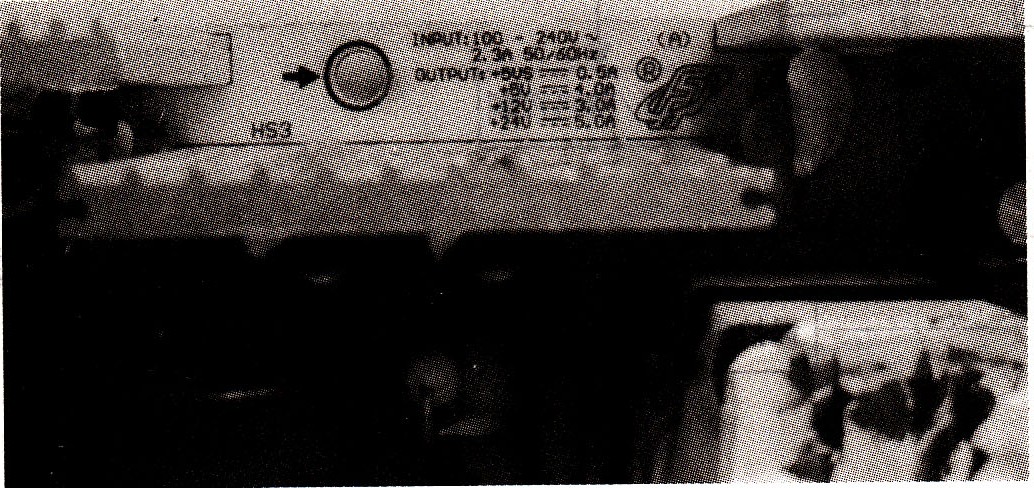 INPUT:100 - 240V ~ (A)
2.3A 50/60Hz
OUTPUT: +5VS ⎓ 0.5A ®
+5V ⎓ 4.0A
+12V ⎓ 3.0A
+24V ⎓ 5.0A
HS3